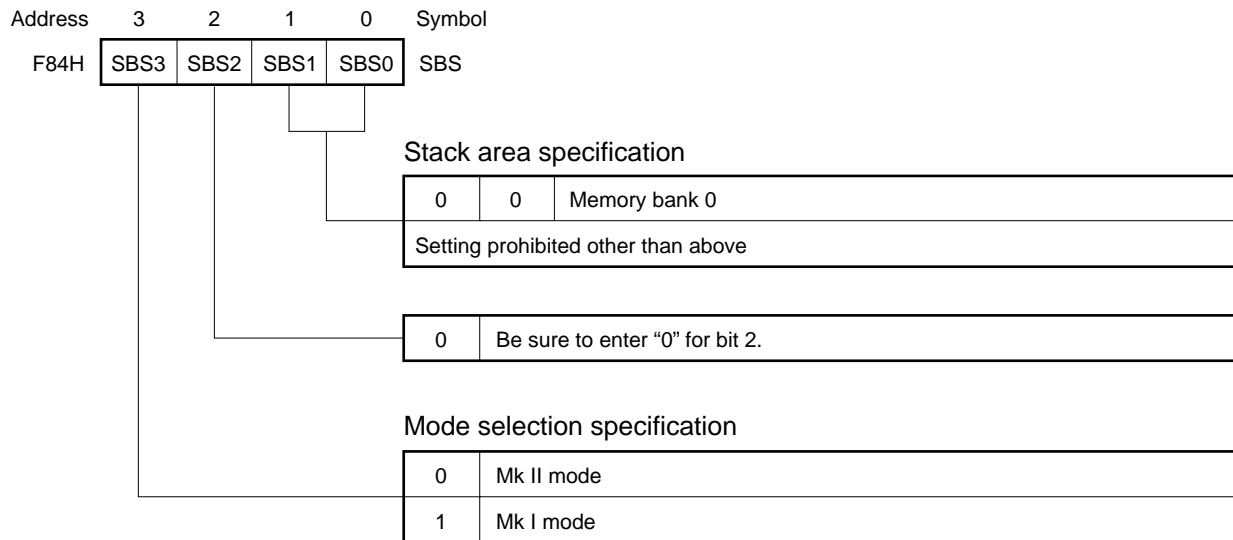 Address 3 2 1 0 Symbol
F84H SBS3 SBS2 SBS1 SBS0 SBS
Stack area specification
0 0 Memory bank 0
Setting prohibited other than above
0 Be sure to enter “0” for bit 2.
Mode selection specification
0 Mk II mode
1 Mk I mode